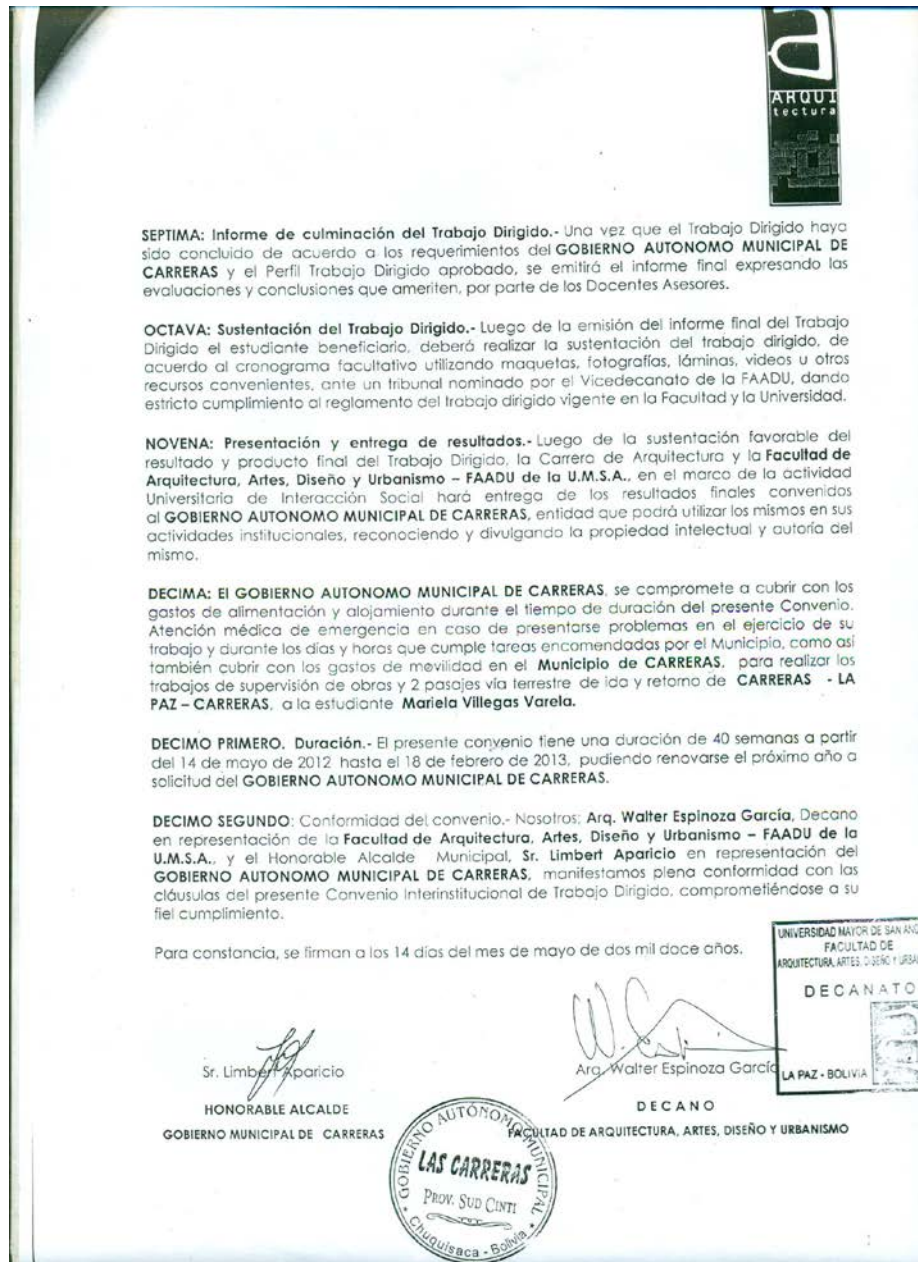 ARQUI
tectura
SEPTIMA: Informe de culminación del Trabajo Dirigido.- Una vez que el Trabajo Dirigido haya
sido concluido de acuerdo a los requerimientos del GOBIERNO AUTONOMO MUNICIPAL DE
CARRERAS y el Perfil Trabajo Dirigido aprobado, se emitirá el informe final expresando las
evaluaciones y conclusiones que ameriten, por parte de los Docentes Asesores.
OCTAVA: Sustentación del Trabajo Dirigido.- Luego de la emisión del informe final del Trabajo
Dirigido el estudiante beneficiario, deberá realizar la sustentación del trabajo dirigido, de
acuerdo al cronograma facultativo utilizando maquetas, fotografías, láminas, videos u otros
recursos convenientes, ante un tribunal nominado por el Vicedecanato de la FAADU, dando
estricto cumplimiento al reglamento del trabajo dirigido vigente en la Facultad y la Universidad.
NOVENA: Presentación y entrega de resultados.- Luego de la sustentación favorable del
resultado y producto final del Trabajo Dirigido, la Carrera de Arquitectura y la Facultad de
Arquitectura, Artes, Diseño y Urbanismo – FAADU de la U.M.S.A., en el marco de la actividad
Universitaria de Interacción Social hará entrega de los resultados finales convenidos
al GOBIERNO AUTONOMO MUNICIPAL DE CARRERAS, entidad que podrá utilizar los mismos en sus
actividades institucionales, reconociendo y divulgando la propiedad intelectual y autoría del
mismo.
DECIMA: El GOBIERNO AUTONOMO MUNICIPAL DE CARRERAS, se compromete a cubrir con los
gastos de alimentación y alojamiento durante el tiempo de duración del presente Convenio.
Atención médica de emergencia en caso de presentarse problemas en el ejercicio de su
trabajo y durante los días y horas que cumple tareas encomendadas por el Municipio, como así
también cubrir con los gastos de movilidad en el Municipio de CARRERAS, para realizar los
trabajos de supervisión de obras y 2 pasajes vía terrestre de ida y retorno de CARRERAS - LA
PAZ – CARRERAS, a la estudiante Mariela Villegas Varela.
DECIMO PRIMERO. Duración.- El presente convenio tiene una duración de 40 semanas a partir
del 14 de mayo de 2012 hasta el 18 de febrero de 2013, pudiendo renovarse el próximo año a
solicitud del GOBIERNO AUTONOMO MUNICIPAL DE CARRERAS.
DECIMO SEGUNDO: Conformidad del convenio.- Nosotros: Arq. Walter Espinoza García, Decano
en representación de la Facultad de Arquitectura, Artes, Diseño y Urbanismo – FAADU de la
U.M.S.A., y el Honorable Alcalde Municipal, Sr. Limbert Aparicio en representación del
GOBIERNO AUTONOMO MUNICIPAL DE CARRERAS, manifestamos plena conformidad con las
cláusulas del presente Convenio Interinstitucional de Trabajo Dirigido, comprometiéndose a su
fiel cumplimiento.
Para constancia, se firman a los 14 días del mes de mayo de dos mil doce años.
UNIVERSIDAD MAYOR DE SAN AND
FACULTAD DE
ARQUITECTURA, ARTES, DISEÑO Y URBAN
DECANATO
LA PAZ - BOLIVIA
Sr. Limbert Aparicio
HONORABLE ALCALDE
GOBIERNO MUNICIPAL DE CARRERAS
Arq. Walter Espinoza García
DECANO
FACULTAD DE ARQUITECTURA, ARTES, DISEÑO Y URBANISMO
GOBIERNO AUTÓNOMO MUNICIPAL
LAS CARRERAS
PROV. SUD CINTI
Chuquisaca - Bolivia